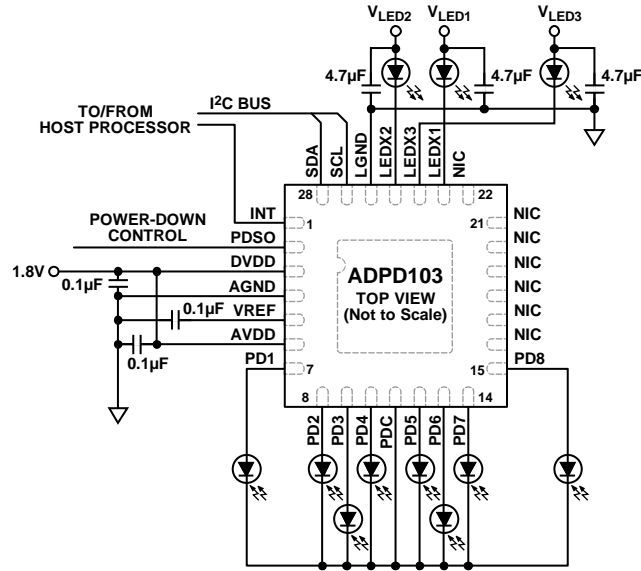 VLED2 VLED1 VLED3
4.7µF 4.7µF 4.7µF
I2C BUS
TO/FROM
HOST PROCESSOR
SDA
SCL
LGND
LEDX2
LEDX3
LEDX1
NIC
28 22
INT 1 21 NIC
POWER-DOWN
CONTROL
PDSO NIC
1.8V DVDD NIC
0.1µF AGND NIC
0.1µF VREF NIC
AVDD NIC
0.1µF
ADPD103
TOP VIEW
(Not to Scale)
PD1 7 15 PD8
8 14
PD2
PD3
PD4
PDC
PD5
PD6
PD7